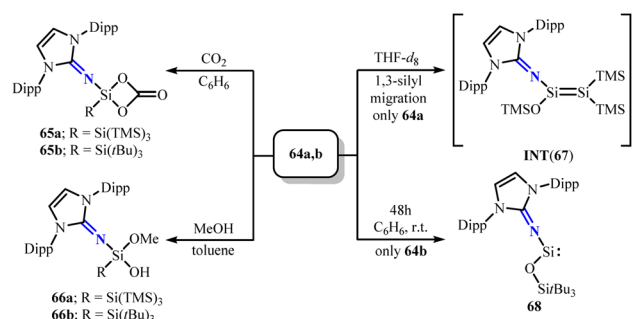 Dipp
N
N
N
Dipp
Si
O
O
O
R
65a; R = Si(TMS)3
65b; R = Si(tBu)3
CO2
C6H6
THF-d8
1,3-silyl
migration
only 64a
Dipp
N
N
N
Dipp
Si
Si
TMS
TMSO
TMS
INT(67)
64a,b
Dipp
N
N
N
Dipp
Si
OMe
R
OH
66a; R = Si(TMS)3
66b; R = Si(tBu)3
MeOH
toluene
48h
C6H6, r.t.
only 64b
Dipp
N
N
N
Dipp
Si:
O
SitBu3
68